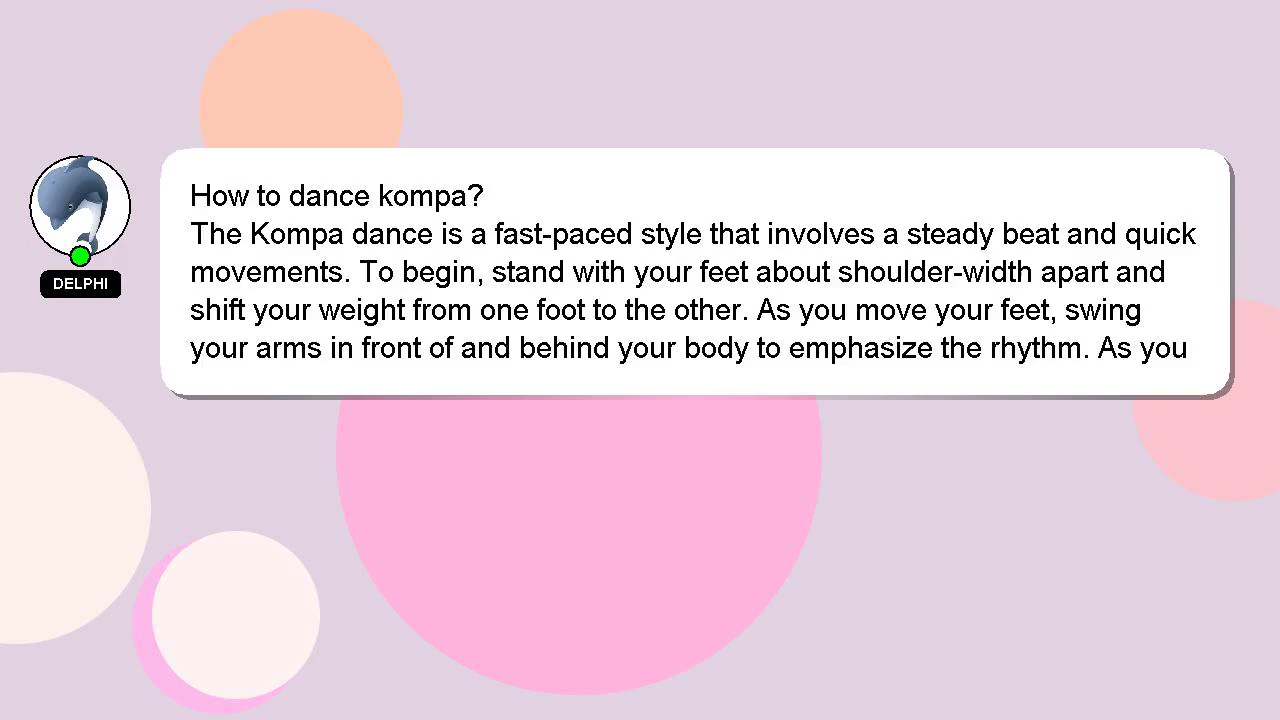 How to dance kompa?
The Kompa dance is a fast-paced style that involves a steady beat and quick
movements. To begin, stand with your feet about shoulder-width apart and
shift your weight from one foot to the other. As you move your feet, swing
your arms in front of and behind your body to emphasize the rhythm. As you
DELPHI